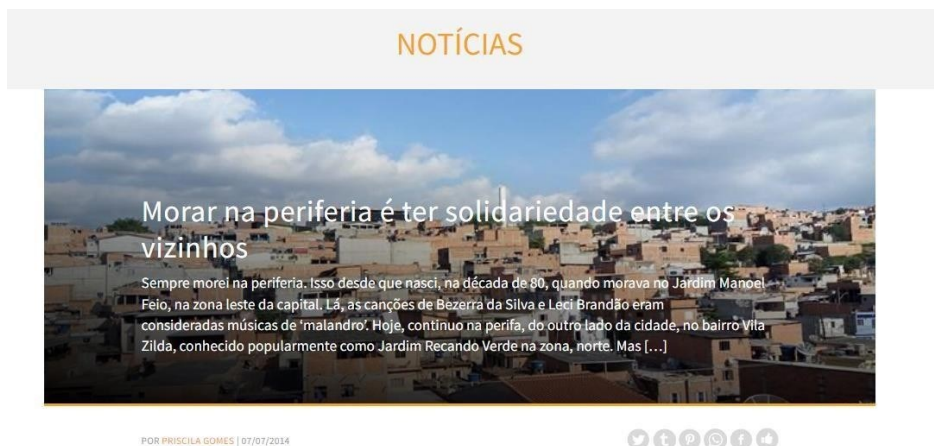 NOTÍCIAS
Morar na periferia é ter solidariedade entre os
vizinhos
Sempre morei na periferia. Isso desde que nasci, na década de 80, quando morava no Jardim Manoel
Feio, na zona leste da capital. Lá, as canções de Bezerra da Silva e Leci Brandão eram
consideradas músicas de ‘malandro’. Hoje, continuo na perifa, do outro lado da cidade, no bairro Vila
Zilda, conhecido popularmente como Jardim Recando Verde na zona, norte. Mas […]
POR PRISCILA GOMES | 07/07/2014